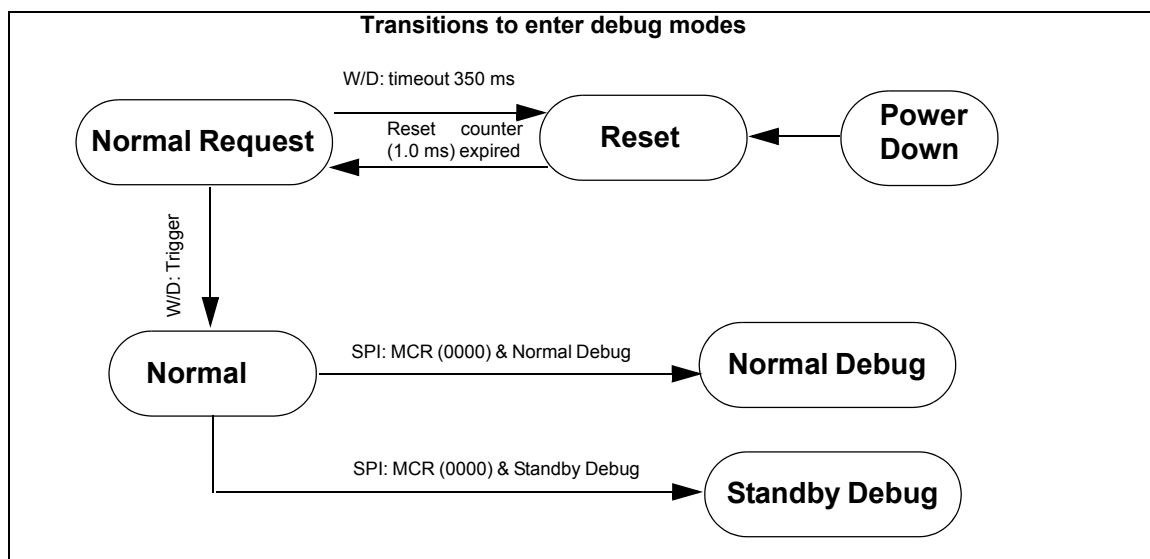 Transitions to enter debug modes
W/D: timeout 350 ms
Normal Request
Reset counter
(1.0 ms) expired
Reset
Power
Down
W/D: Trigger
Normal
SPI: MCR (0000) & Normal Debug
Normal Debug
SPI: MCR (0000) & Standby Debug
Standby Debug